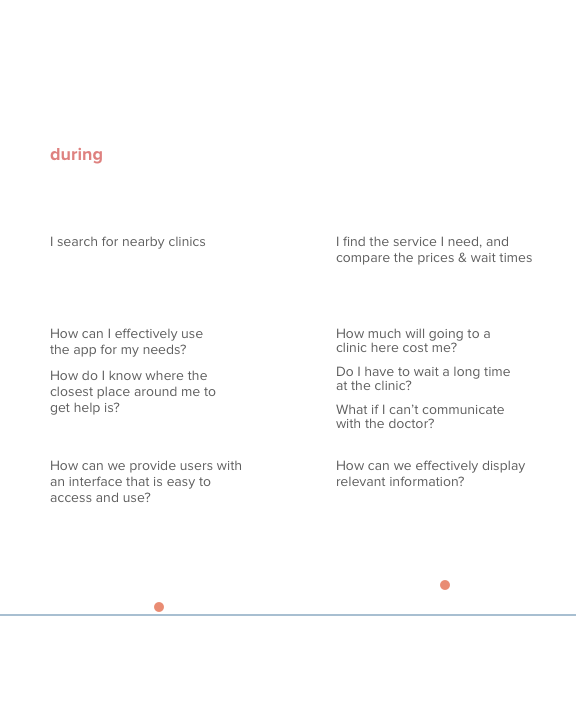 during
I search for nearby clinics
I find the service I need, and
compare the prices & wait times
How can I effectively use
the app for my needs?
How do I know where the
closest place around me to
get help is?
How much will going to a
clinic here cost me?
Do I have to wait a long time
at the clinic?
What if I can’t communicate
with the doctor?
How can we provide users with
an interface that is easy to
access and use?
How can we effectively display
relevant information?